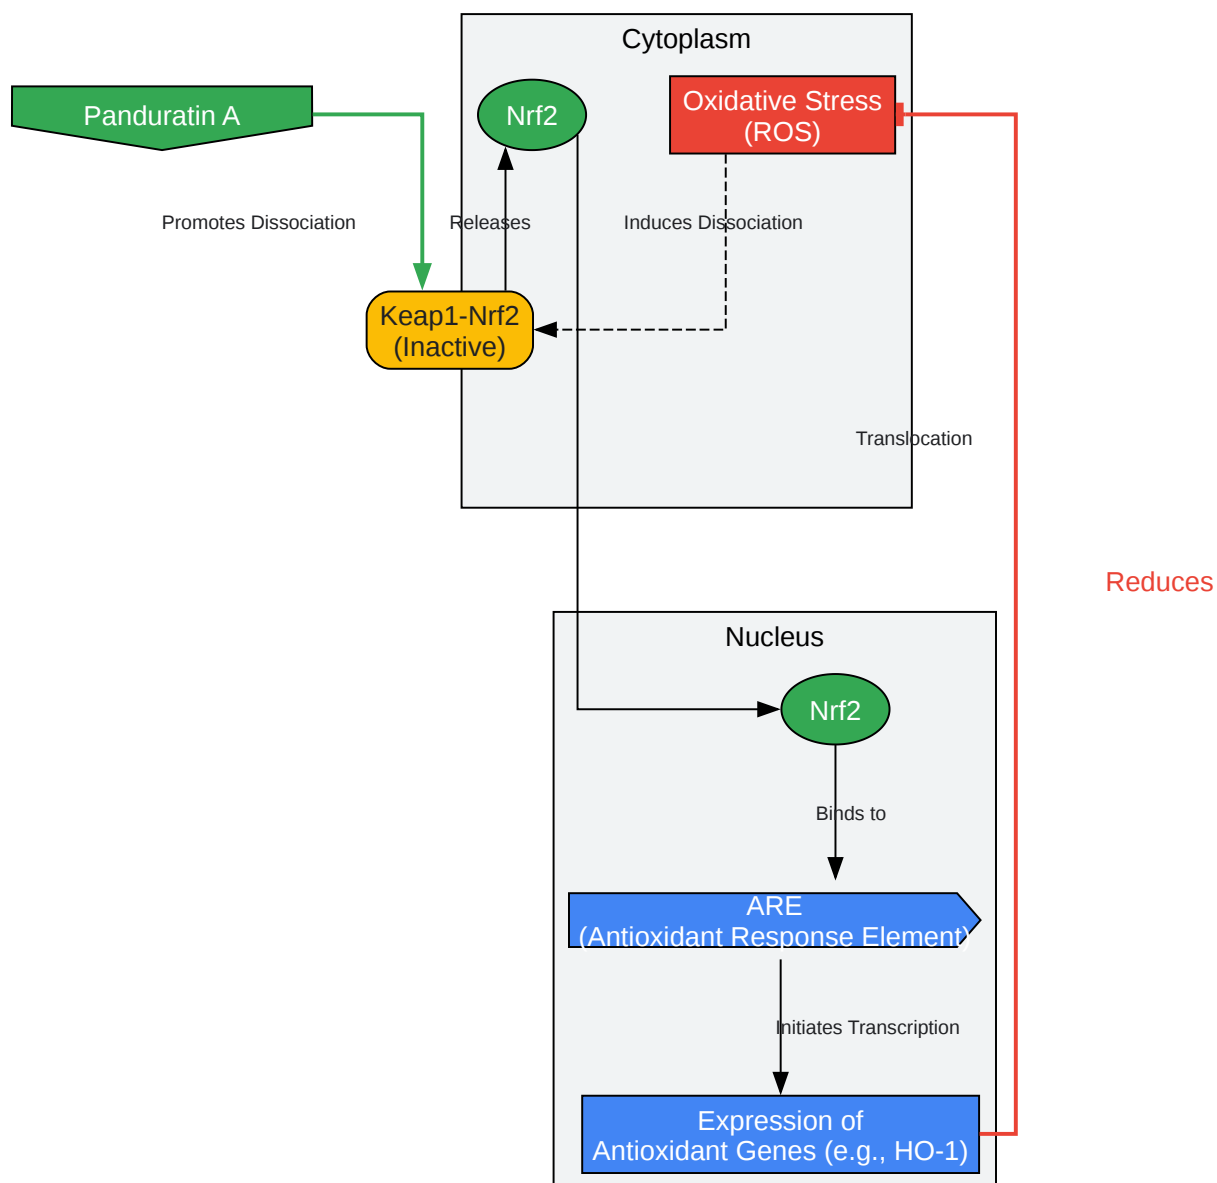 Cytoplasm
Panduratin A
Nrf2
Oxidative Stress
(ROS)
Promotes Dissociation
Releases
Induces Dissociation
Keap1-Nrf2
(Inactive)
Translocation
Reduces
Nucleus
Nrf2
Binds to
ARE
(Antioxidant Response Element)
Initiates Transcription
Expression of
Antioxidant Genes (e.g., HO-1)